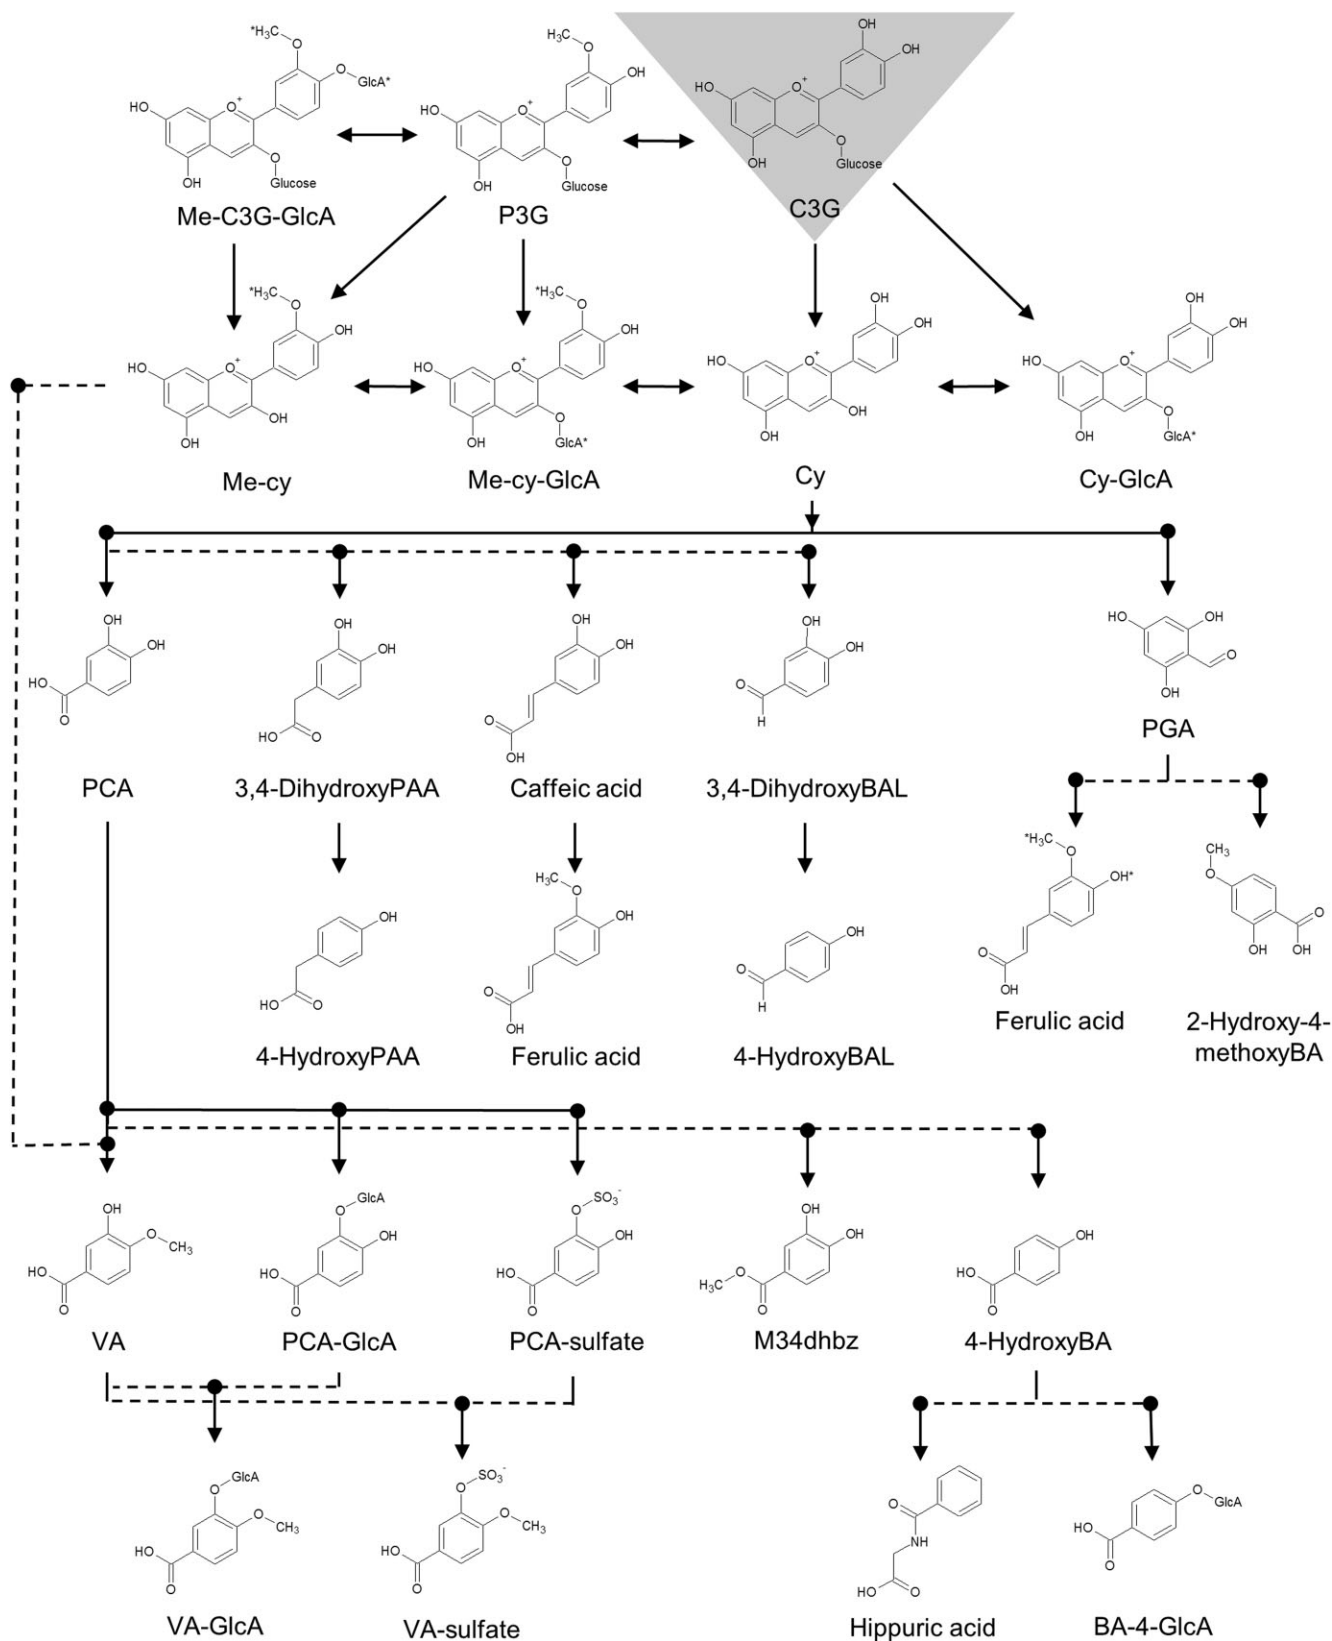 *H₃C
O
O
GlcA*
HO
O⁺
OH
O
Glucose
Me-C3G-GlcA
H₃C
O
OH
HO
O⁺
OH
O
Glucose
P3G
OH
OH
HO
O⁺
OH
O
Glucose
C3G
*H₃C
O
OH
HO
O⁺
OH
OH
Me-cy
*H₃C
O
OH
HO
O⁺
OH
O
GlcA*
Me-cy-GlcA
OH
OH
HO
O⁺
OH
OH
Cy
OH
OH
HO
O⁺
OH
O
GlcA*
Cy-GlcA
OH
OH
HO
O
PCA
OH
OH
HO
O
3,4-DihydroxyPAA
OH
OH
O
OH
Caffeic acid
OH
OH
O
H
3,4-DihydroxyBAL
HO
OH
O
OH
PGA
OH
HO
O
4-HydroxyPAA
H₃C
O
OH
O
OH
Ferulic acid
OH
O
H
4-HydroxyBAL
*H₃C
O
OH*
O
OH
Ferulic acid
CH₃
O
O
OH
OH
2-Hydroxy-4-
methoxyBA
OH
O
CH₃
HO
O
VA
GlcA
O
OH
HO
O
PCA-GlcA
SO₃⁻
O
OH
HO
O
PCA-sulfate
OH
OH
H₃C
O
O
M34dhbz
OH
HO
O
4-HydroxyBA
GlcA
O
O
CH₃
HO
O
VA-GlcA
SO₃⁻
O
O
CH₃
HO
O
VA-sulfate
O
NH
HO
O
Hippuric acid
O
GlcA
HO
O
BA-4-GlcA